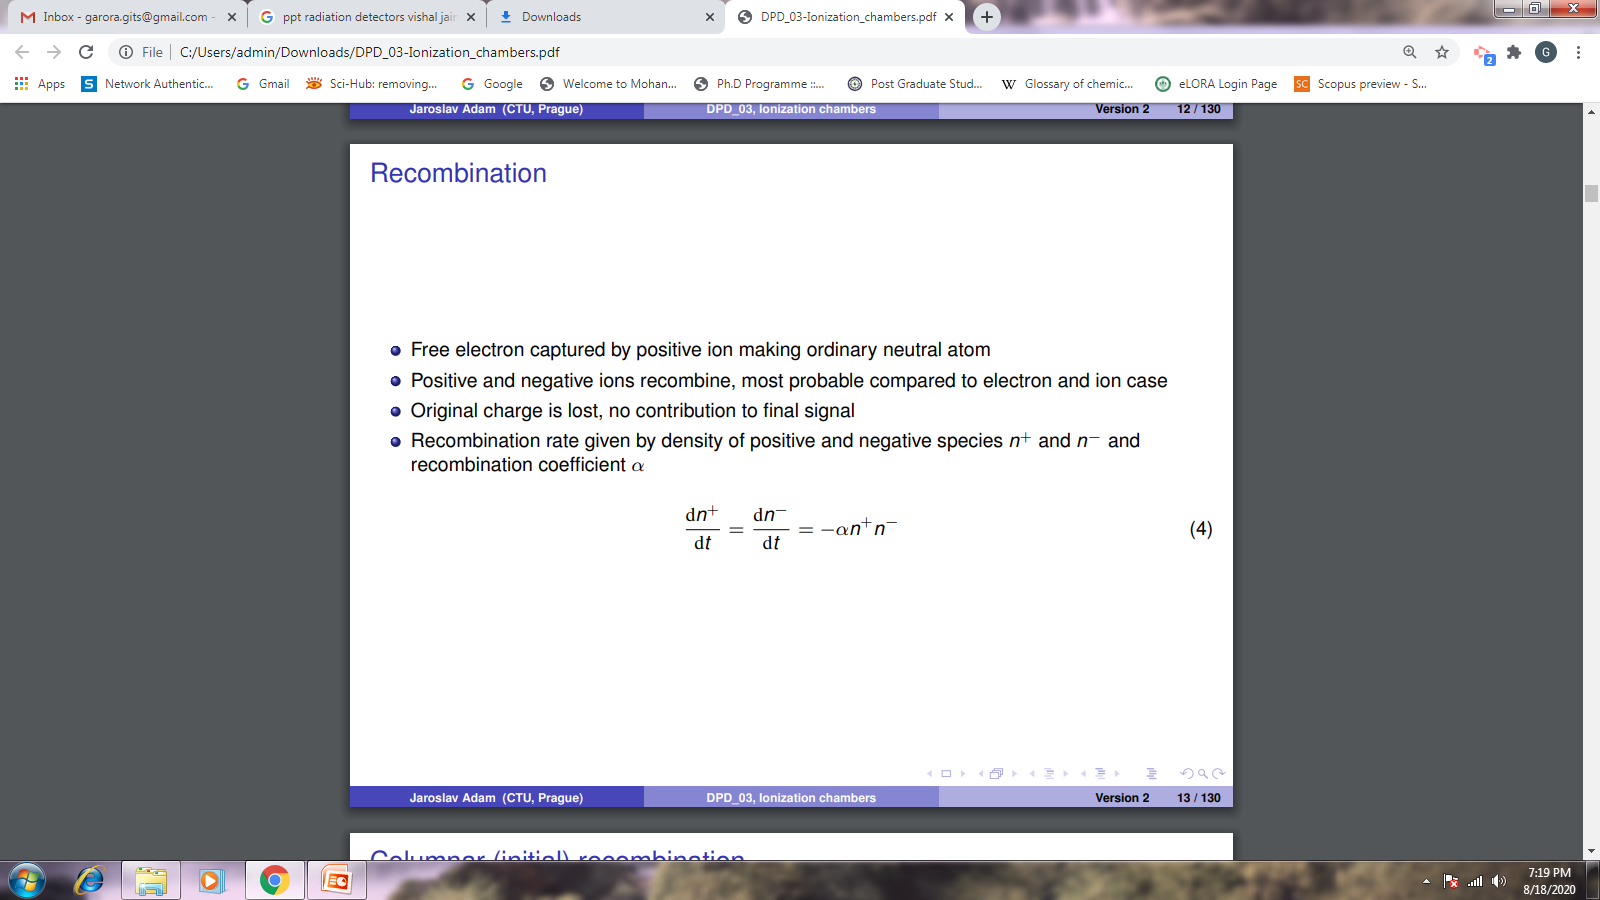 Inbox - garora.gits@gmail.com -
ppt radiation detectors vishal jain
Downloads
DPD_03-Ionization_chambers.pdf
File
C:/Users/admin/Downloads/DPD_03-Ionization_chambers.pdf
2
G
Apps
S
Network Authentic...
Gmail
Sci-Hub: removing...
Google
Welcome to Mohan...
Ph.D Programme ::...
Post Graduate Stud...
W
Glossary of chemic...
eLORA Login Page
SC
Scopus preview - S...
Jaroslav Adam (CTU, Prague) DPD_03, Ionization chambers Version 2 12 / 130
Recombination
Free electron captured by positive ion making ordinary neutral atom
Positive and negative ions recombine, most probable compared to electron and ion case
Original charge is lost, no contribution to final signal
Recombination rate given by density of positive and negative species n⁺ and n⁻ and
recombination coefficient α
dn⁺/dt = dn⁻/dt = −αn⁺n⁻ (4)
Jaroslav Adam (CTU, Prague) DPD_03, Ionization chambers Version 2 13 / 130
Columnar (initial) recombination
7:19 PM
8/18/2020